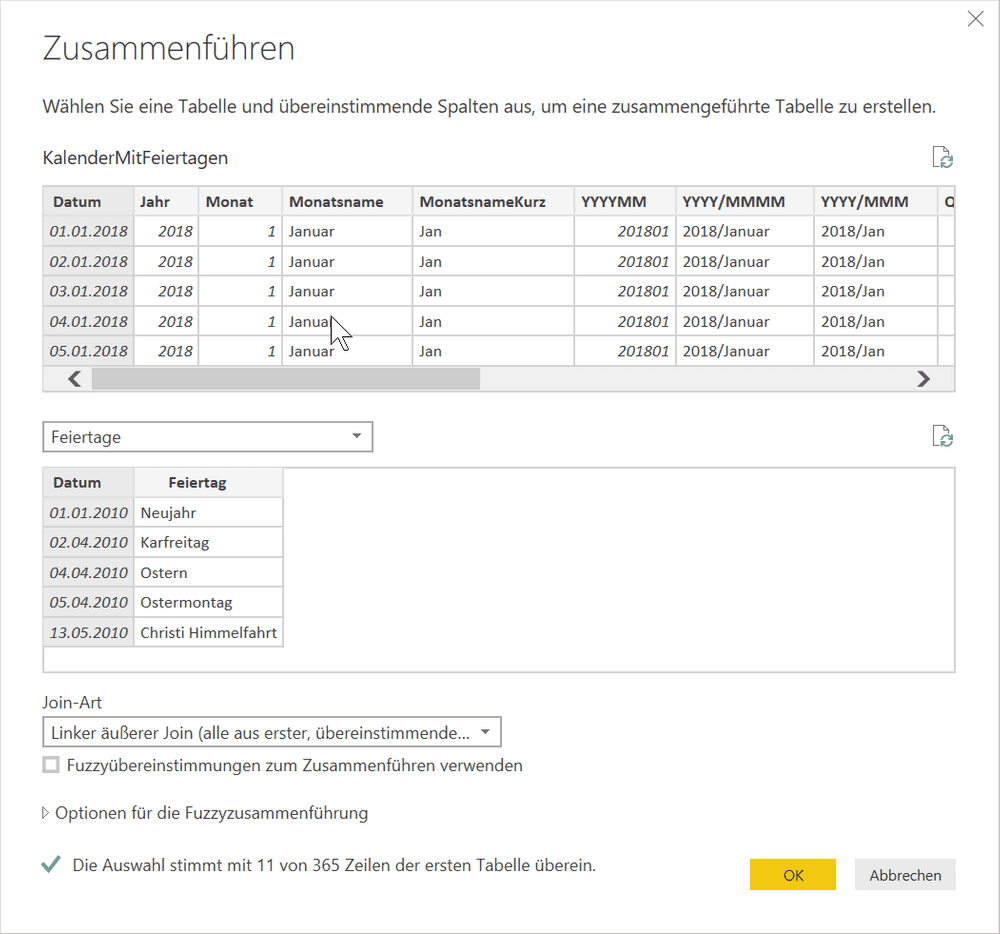 Zusammenführen
Wählen Sie eine Tabelle und übereinstimmende Spalten aus, um eine zusammengeführte Tabelle zu erstellen.
KalenderMitFeiertagen
Datum Jahr Monat Monatsname MonatsnameKurz YYYYMM YYYY/MMMM YYYY/MMM Q
01.01.2018 2018 1 Januar Jan 201801 2018/Januar 2018/Jan
02.01.2018 2018 1 Januar Jan 201801 2018/Januar 2018/Jan
03.01.2018 2018 1 Januar Jan 201801 2018/Januar 2018/Jan
04.01.2018 2018 1 Januar Jan 201801 2018/Januar 2018/Jan
05.01.2018 2018 1 Januar Jan 201801 2018/Januar 2018/Jan
Feiertage
Datum Feiertag
01.01.2010 Neujahr
02.04.2010 Karfreitag
04.04.2010 Ostern
05.04.2010 Ostermontag
13.05.2010 Christi Himmelfahrt
Join-Art
Linker äußerer Join (alle aus erster, übereinstimmende...
Fuzzyübereinstimmungen zum Zusammenführen verwenden
Optionen für die Fuzzyzusammenführung
Die Auswahl stimmt mit 11 von 365 Zeilen der ersten Tabelle überein.
OK Abbrechen